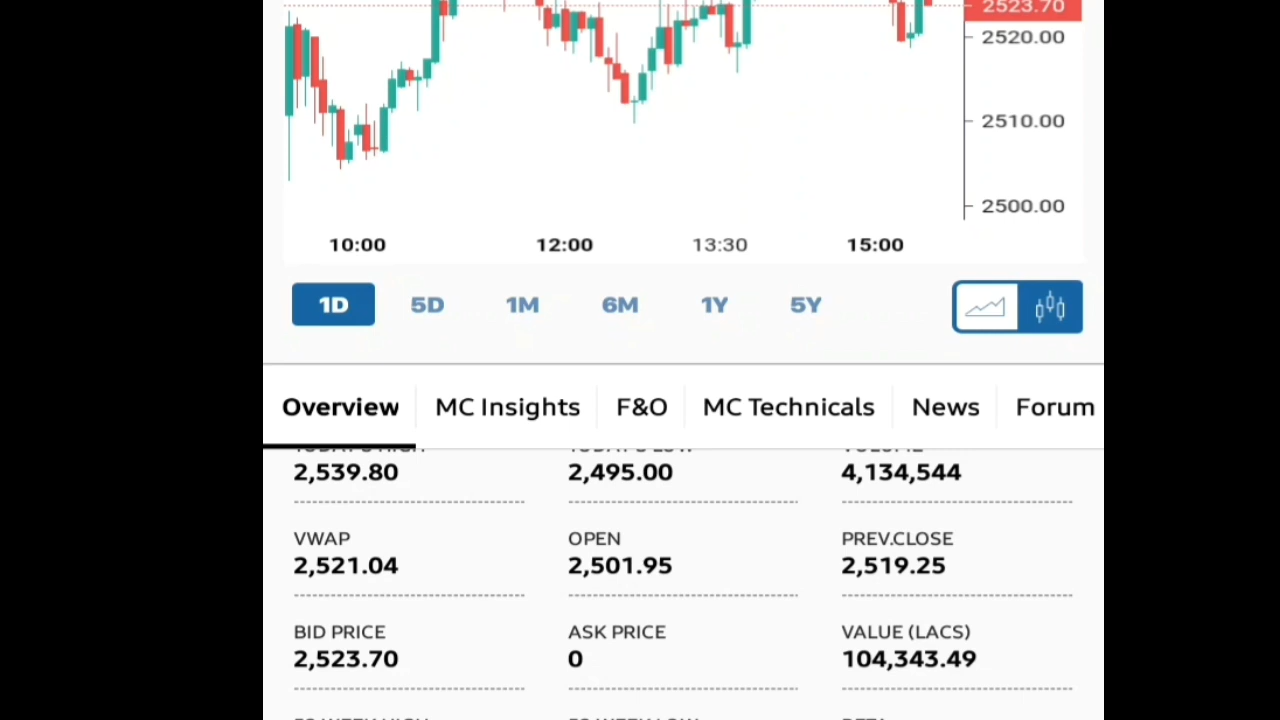 2523.70
2520.00
2510.00
2500.00
10:00 12:00 13:30 15:00
1D 5D 1M 6M 1Y 5Y
Overview MC Insights F&O MC Technicals News Forum
2,539.80 2,495.00 4,134,544
VWAP OPEN PREV.CLOSE
2,521.04 2,501.95 2,519.25
BID PRICE ASK PRICE VALUE (LACS)
2,523.70 0 104,343.49